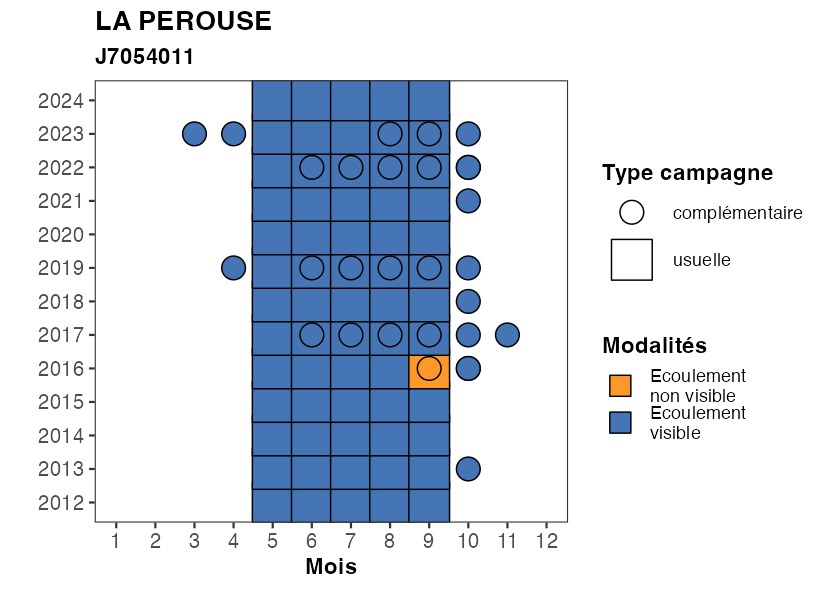 LA PEROUSE
J7054011
2024
2023
2022
2021
2020
2019
2018
2017
2016
2015
2014
2013
2012
1 2 3 4 5 6 7 8 9 10 11 12
Mois
Type campagne
complémentaire
usuelle
Modalités
Ecoulement
non visible
Ecoulement
visible